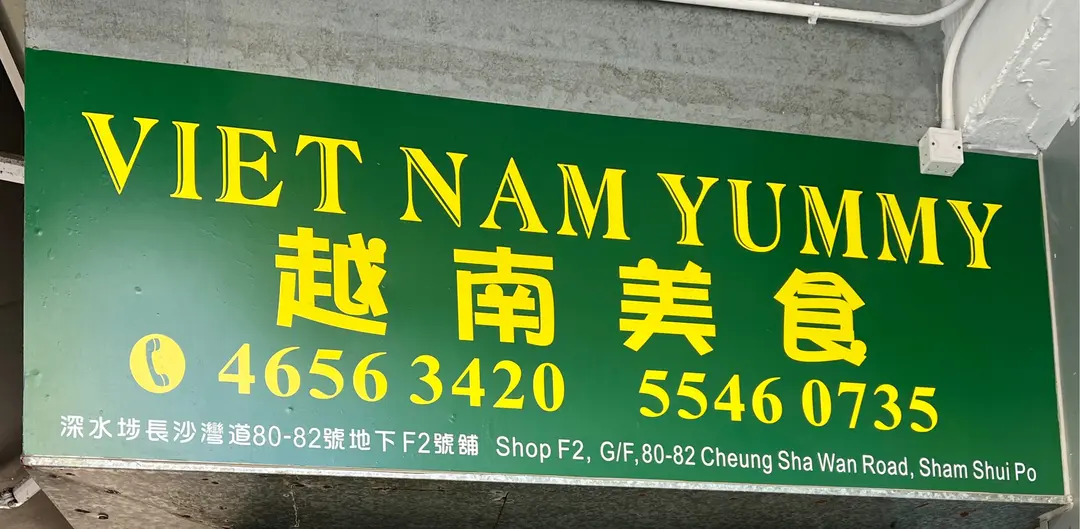 VIET NAM YUMMY
越南美食
4656 3420 5546 0735
深水埗長沙灣道80-82號地下F2號舖 Shop F2, G/F, 80-82 Cheung Sha Wan Road, Sham Shui Po